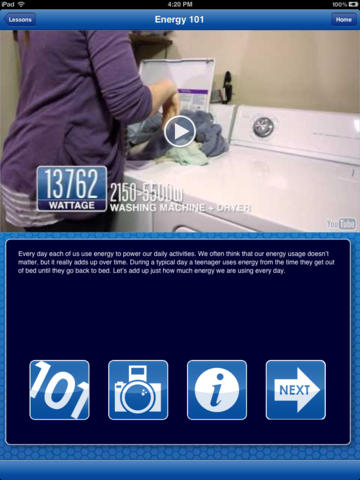 iPad 4:20 PM 100%
Lessons Energy 101 Home
13762
WATTAGE
2150-5500w
WASHING MACHINE + DRYER
YouTube
Every day each of us use energy to power our daily activities. We often think that our energy usage doesn't
matter, but it really adds up over time. During a typical day a teenager uses energy from the time they get out
of bed until they go back to bed. Let's add up just how much energy we are using every day.
101 i NEXT